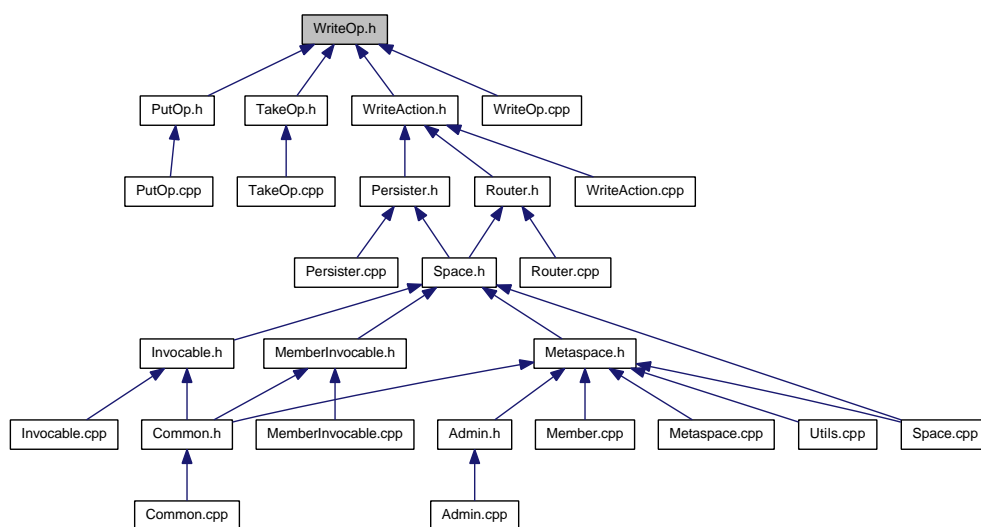 WriteOp.h
PutOp.h
TakeOp.h
WriteAction.h
WriteOp.cpp
PutOp.cpp
TakeOp.cpp
Persister.h
Router.h
WriteAction.cpp
Persister.cpp
Space.h
Router.cpp
Invocable.h
MemberInvocable.h
Metaspace.h
Invocable.cpp
Common.h
MemberInvocable.cpp
Admin.h
Member.cpp
Metaspace.cpp
Utils.cpp
Space.cpp
Common.cpp
Admin.cpp